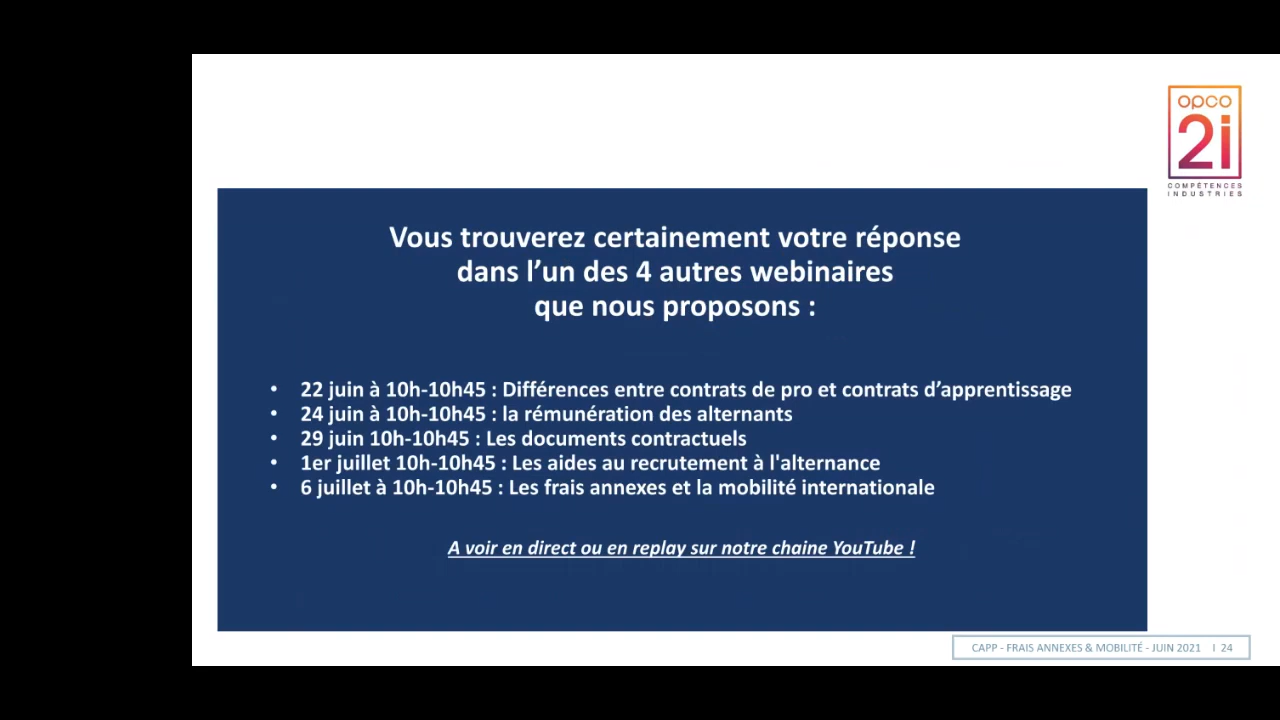 opco
2i
COMPÉTENCES
INDUSTRIES
Vous trouverez certainement votre réponse
dans l’un des 4 autres webinaires
que nous proposons :
• 22 juin à 10h-10h45 : Différences entre contrats de pro et contrats d’apprentissage
• 24 juin à 10h-10h45 : la rémunération des alternants
• 29 juin 10h-10h45 : Les documents contractuels
• 1er juillet 10h-10h45 : Les aides au recrutement à l'alternance
• 6 juillet à 10h-10h45 : Les frais annexes et la mobilité internationale
A voir en direct ou en replay sur notre chaine YouTube !
CAPP - FRAIS ANNEXES & MOBILITÉ - JUIN 2021 I 24